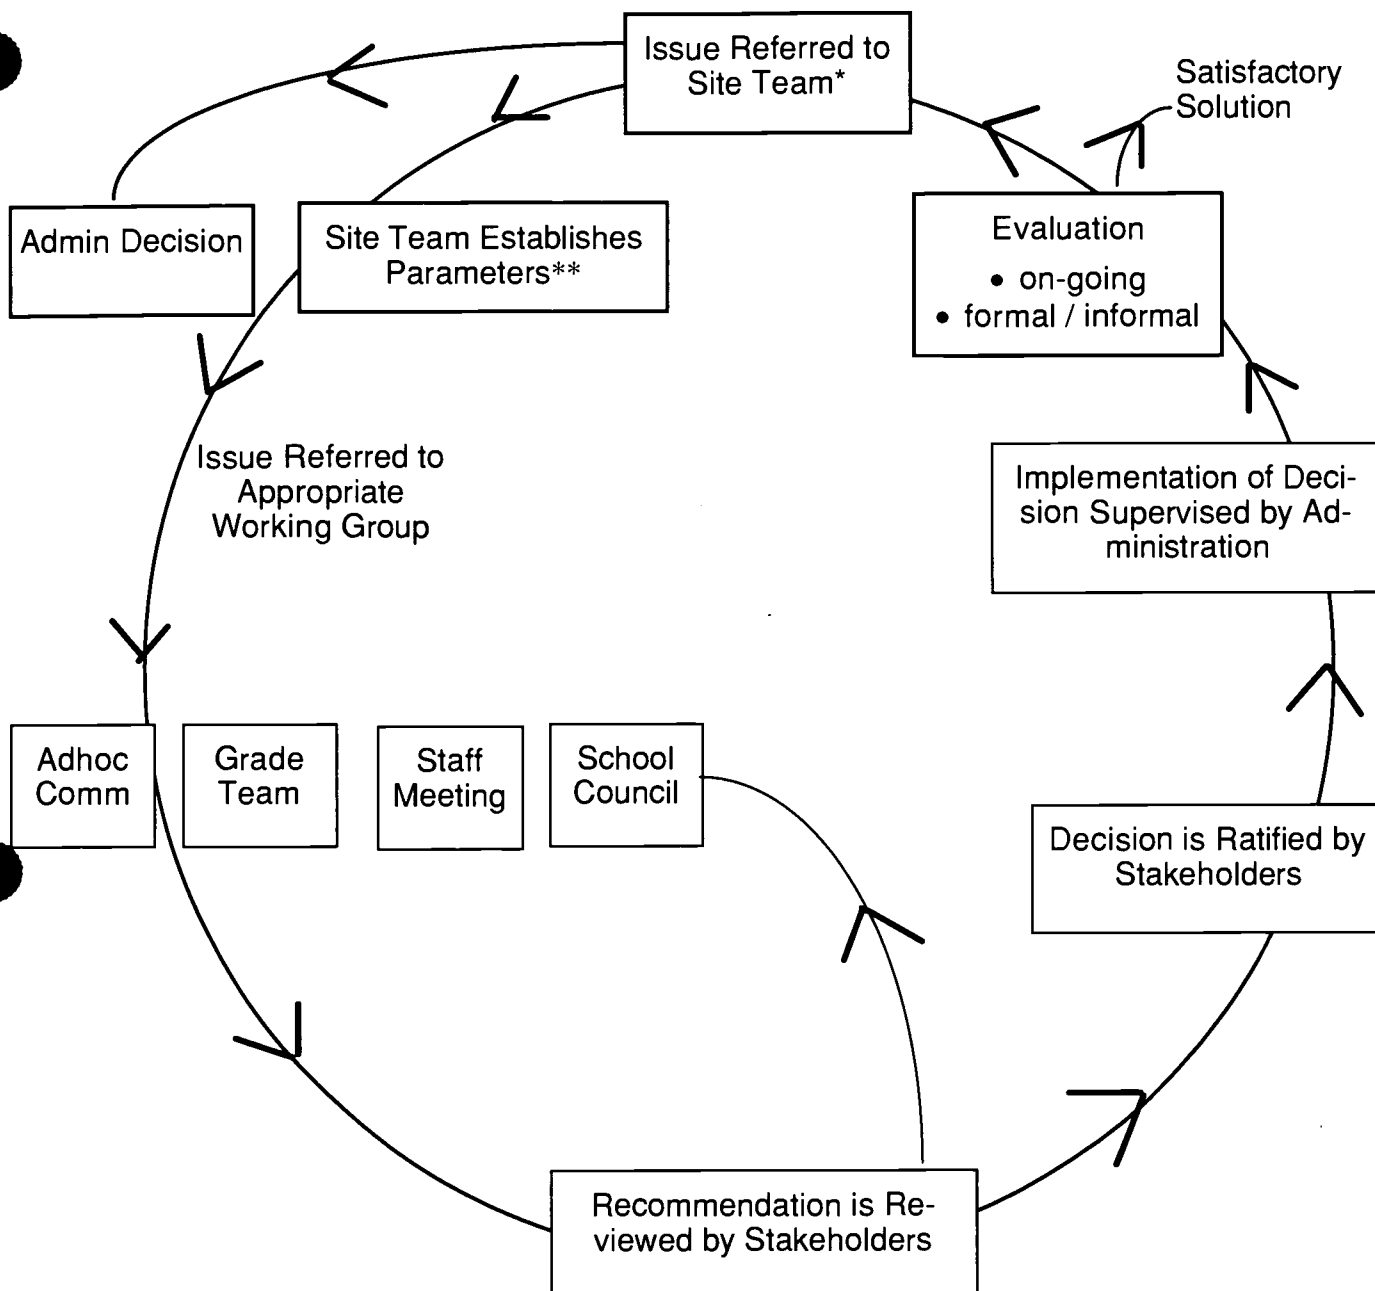 Issue Referred to
Site Team*
Satisfactory
Solution
Admin Decision
Site Team Establishes
Parameters**
Evaluation
• on-going
• formal / informal
Issue Referred to
Appropriate
Working Group
Implementation of Deci-
sion Supervised by Ad-
ministration
Adhoc
Comm
Grade
Team
Staff
Meeting
School
Council
Decision is Ratified by
Stakeholders
Recommendation is Re-
viewed by Stakeholders